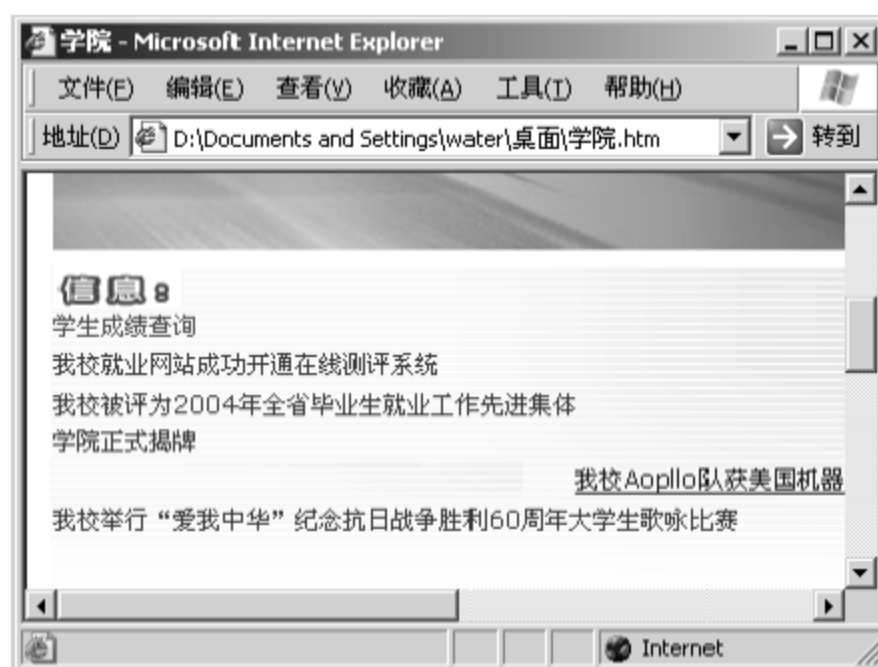 学院 - Microsoft Internet Explorer
文件(F) 编辑(E) 查看(V) 收藏(A) 工具(T) 帮助(H)
地址(D) D:\Documents and Settings\water\桌面\学院.htm 转到
信息8
学生成绩查询
我校就业网站成功开通在线测评系统
我校被评为2004年全省毕业生就业工作先进集体
学院正式揭牌
我校Aopllo队获美国机器
我校举行“爱我中华”纪念抗日战争胜利60周年大学生歌咏比赛
Internet